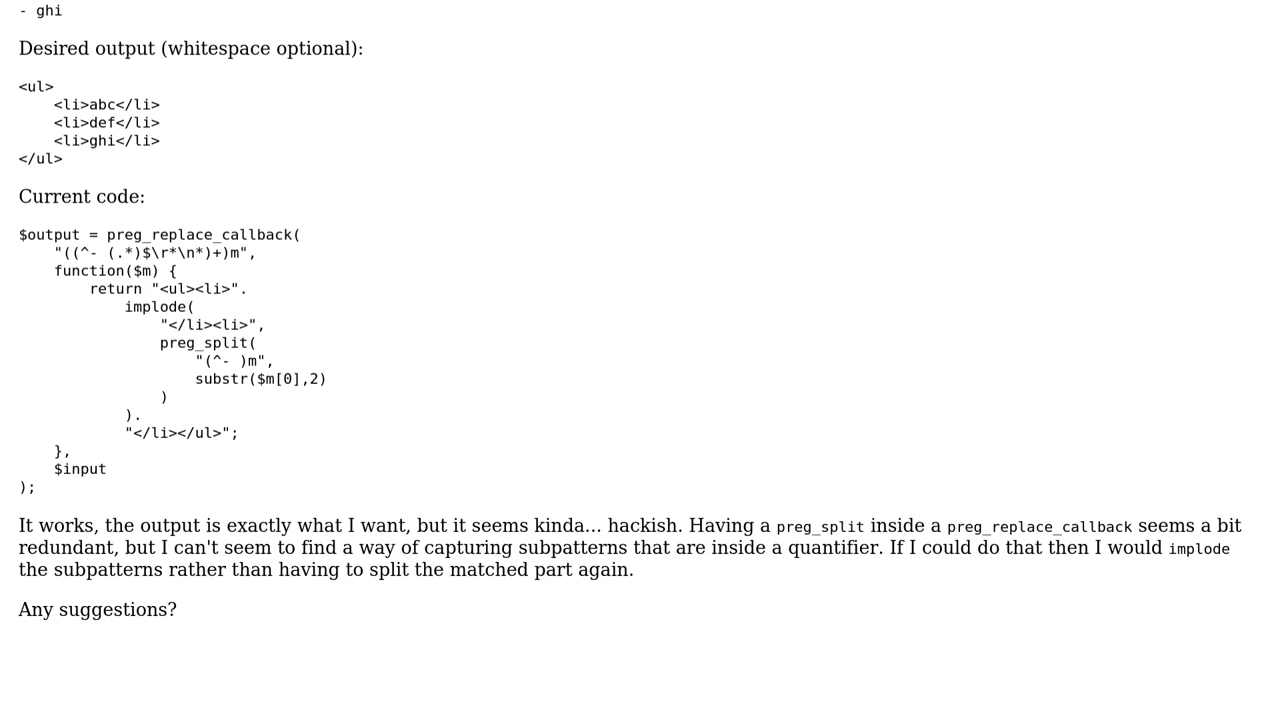 - ghi
Desired output (whitespace optional):
<ul>
    <li>abc</li>
    <li>def</li>
    <li>ghi</li>
</ul>
Current code:
$output = preg_replace_callback(
    "((^- (.*)$\r*\n*)+)m",
    function($m) {
        return "<ul><li>".
            implode(
                "</li><li>",
                preg_split(
                    "(^- )m",
                    substr($m[0],2)
                )
            ).
            "</li></ul>";
    },
    $input
);
It works, the output is exactly what I want, but it seems kinda... hackish. Having a preg_split inside a preg_replace_callback seems a bit
redundant, but I can't seem to find a way of capturing subpatterns that are inside a quantifier. If I could do that then I would implode
the subpatterns rather than having to split the matched part again.
Any suggestions?